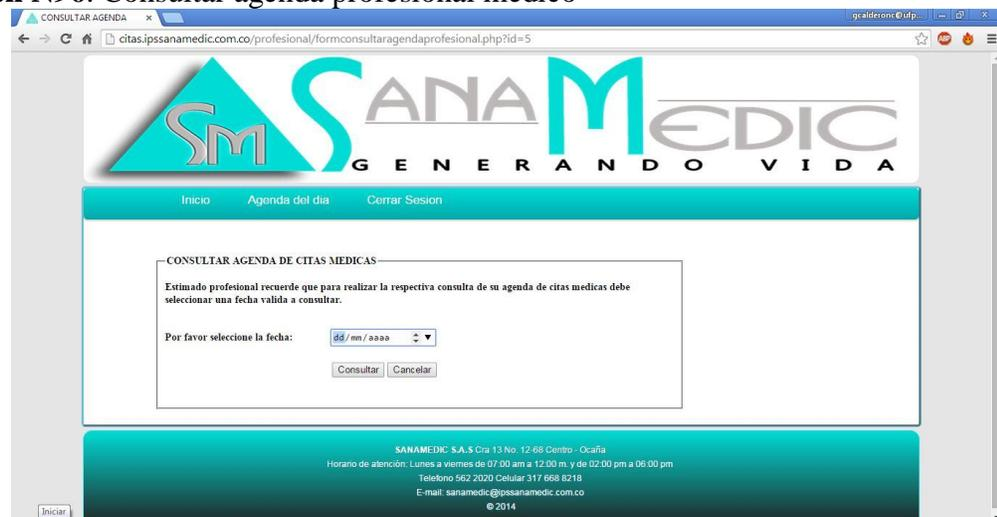 N98. Consultar agenda profesional medico
CONSULTAR AGENDA
gcalderonc@ufp...
citas.ipssanamedic.com.co/profesional/formconsultaragendaprofesional.php?id=5
ABP
SM
SANAMEDIC
GENERANDO VIDA
Inicio Agenda del dia Cerrar Sesion
CONSULTAR AGENDA DE CITAS MEDICAS
Estimado profesional recuerde que para realizar la respectiva consulta de su agenda de citas medicas debe
seleccionar una fecha valida a consultar.
Por favor seleccione la fecha: dd/mm/aaaa
Consultar Cancelar
SANAMEDIC S.A.S Cra 13 No. 12-68 Centro - Ocaña
Horario de atención: Lunes a viernes de 07:00 am a 12:00 m. y de 02:00 pm a 06:00 pm
Telefono 562 2020 Celular 317 668 8218
E-mail: sanamedic@ipssanamedic.com.co
© 2014
Iniciar